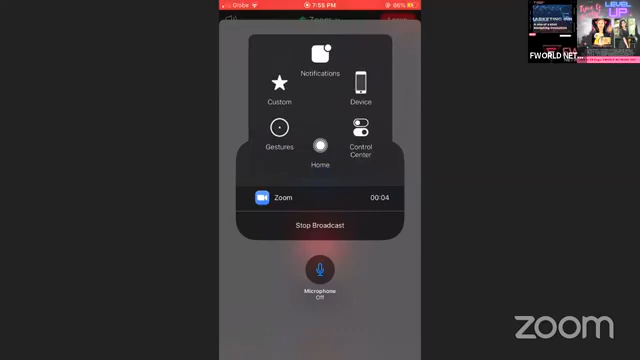 Globe
7:55 PM
86%
Zoom
Notifications
Custom
Device
Gestures
Control
Center
Home
Zoom
00:04
Stop Broadcast
Microphone
Off
LEVEL
UP
FWORLD NET...
zoom